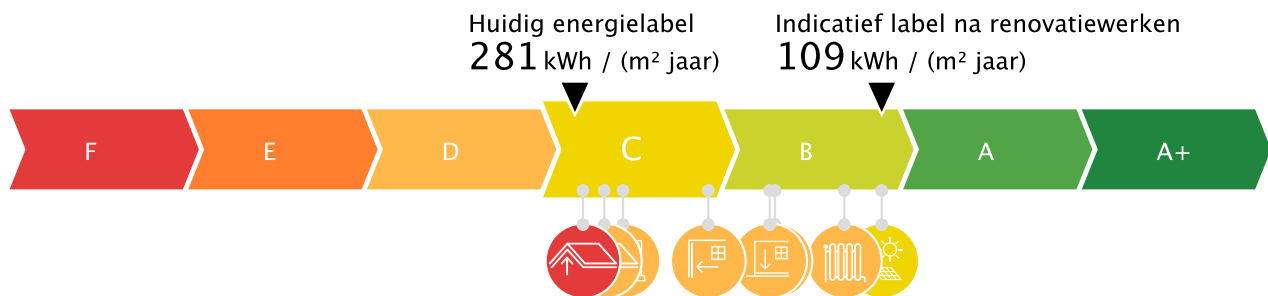 Huidig energielabel
281 kWh / (m² jaar)
Indicatief label na renovatiewerken
109 kWh / (m² jaar)
F
E
D
C
B
A
A+